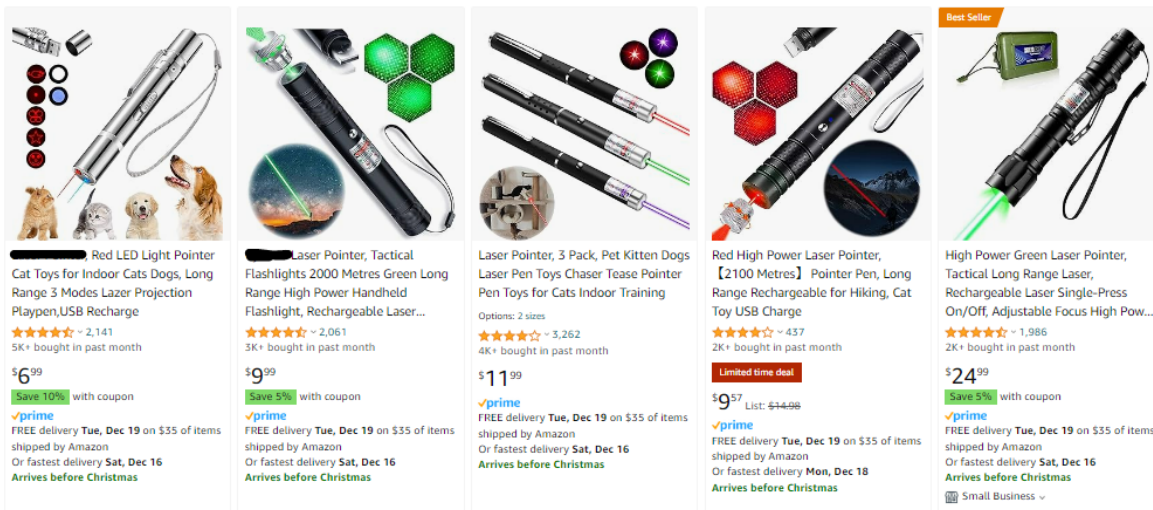 Red LED Light Pointer
Cat Toys for Indoor Cats Dogs, Long
Range 3 Modes Lazer Projection
Playpen,USB Recharge
2,141
5K+ bought in past month
$6.99
Save 10% with coupon
prime
FREE delivery Tue, Dec 19 on $35 of items
shipped by Amazon
Or fastest delivery Sat, Dec 16
Arrives before Christmas
Laser Pointer, Tactical
Flashlights 2000 Metres Green Long
Range High Power Handheld
Flashlight, Rechargeable Laser...
2,061
3K+ bought in past month
$9.99
Save 5% with coupon
prime
FREE delivery Tue, Dec 19 on $35 of items
shipped by Amazon
Or fastest delivery Sat, Dec 16
Arrives before Christmas
Laser Pointer, 3 Pack, Pet Kitten Dogs
Laser Pen Toys Chaser Tease Pointer
Pen Toys for Cats Indoor Training
Options: 2 sizes
3,262
4K+ bought in past month
$11.99
prime
FREE delivery Tue, Dec 19 on $35 of items
shipped by Amazon
Or fastest delivery Sat, Dec 16
Arrives before Christmas
Red High Power Laser Pointer,
【2100 Metres】 Pointer Pen, Long
Range Rechargeable for Hiking, Cat
Toy USB Charge
437
2K+ bought in past month
Limited time deal
$9.57 List: $14.98
prime
FREE delivery Tue, Dec 19 on $35 of items
shipped by Amazon
Or fastest delivery Mon, Dec 18
Arrives before Christmas
Best Seller
High Power Green Laser Pointer,
Tactical Long Range Laser,
Rechargeable Laser Single-Press
On/Off, Adjustable Focus High Pow...
1,986
2K+ bought in past month
$24.99
Save 5% with coupon
prime
FREE delivery Tue, Dec 19 on $35 of items
shipped by Amazon
Or fastest delivery Sat, Dec 16
Arrives before Christmas
Small Business